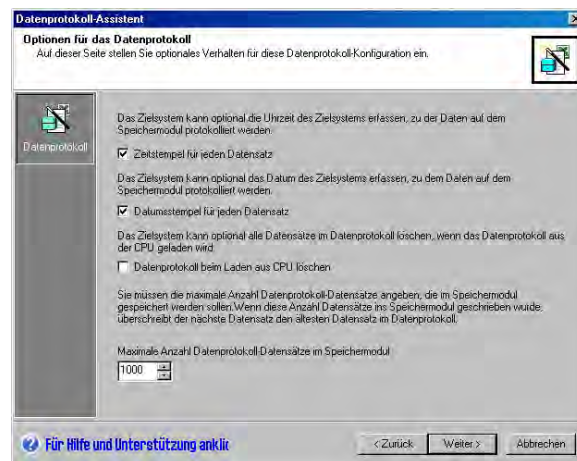 Datenprotokoll-Assistent
Optionen für das Datenprotokoll
Auf dieser Seite stellen Sie optionales Verhalten für diese Datenprotokoll-Konfiguration ein.
Datenprotokoll
Das Zielsystem kann optional die Uhrzeit des Zielsystems erfassen, zu der Daten auf dem
Speichermodul protokolliert werden.
Zeitstempel für jeden Datensatz
Das Zielsystem kann optional das Datum des Zielsystems erfassen, zu dem Daten auf dem
Speichermodul protokolliert werden.
Datumsstempel für jeden Datensatz
Das Zielsystem kann optional alle Datensätze im Datenprotokoll löschen, wenn das Datenprotokoll aus
der CPU geladen wird.
Datenprotokoll beim Laden aus CPU löschen
Sie müssen die maximale Anzahl Datenprotokoll-Datensätze angeben, die im Speichermodul
gespeichert werden sollen.Wenn diese Anzahl Datensätze ins Speichermodul geschrieben wurde,
überschreibt der nächste Datensatz den ältesten Datensatz im Datenprotokoll.
Maximale Anzahl Datenprotokoll-Datensätze im Speichermodul
1000
Für Hilfe und Unterstützung anklic
<Zurück
Weiter >
Abbrechen